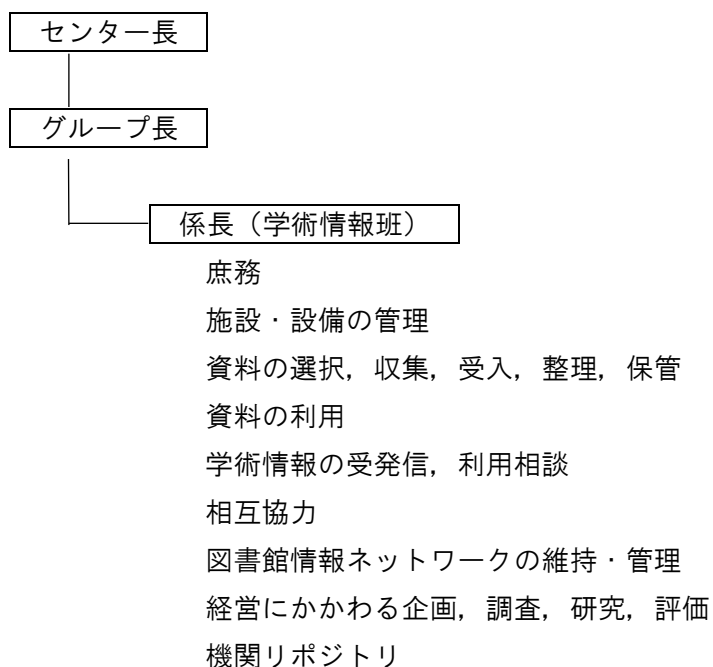 センター長
グループ長
係長（学術情報班）
庶務
施設・設備の管理
資料の選択，収集，受入，整理，保管
資料の利用
学術情報の受発信，利用相談
相互協力
図書館情報ネットワークの維持・管理
経営にかかわる企画，調査，研究，評価
機関リポジトリ